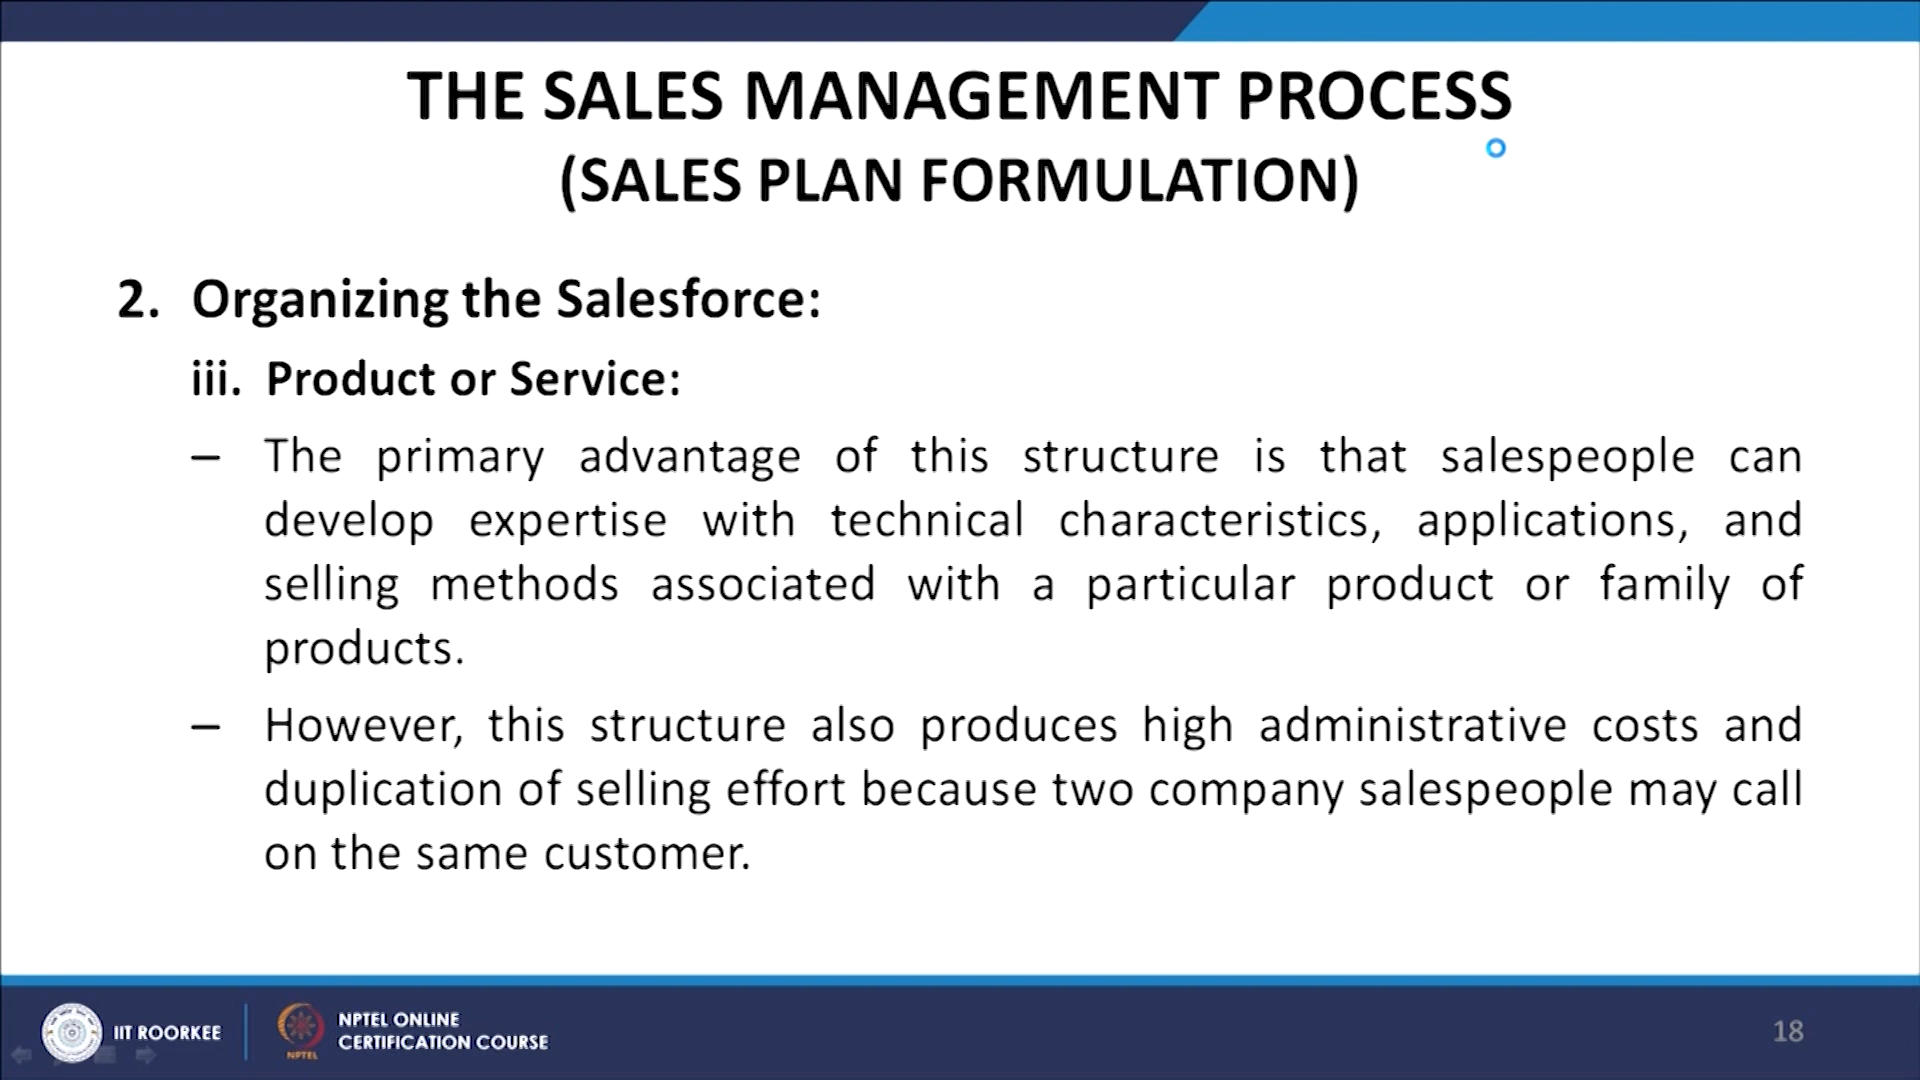 THE SALES MANAGEMENT PROCESS
(SALES PLAN FORMULATION)
2. Organizing the Salesforce:
iii. Product or Service:
– The primary advantage of this structure is that salespeople can
develop expertise with technical characteristics, applications, and
selling methods associated with a particular product or family of
products.
– However, this structure also produces high administrative costs and
duplication of selling effort because two company salespeople may call
on the same customer.
IIT ROORKEE
NPTEL
NPTEL ONLINE
CERTIFICATION COURSE
18